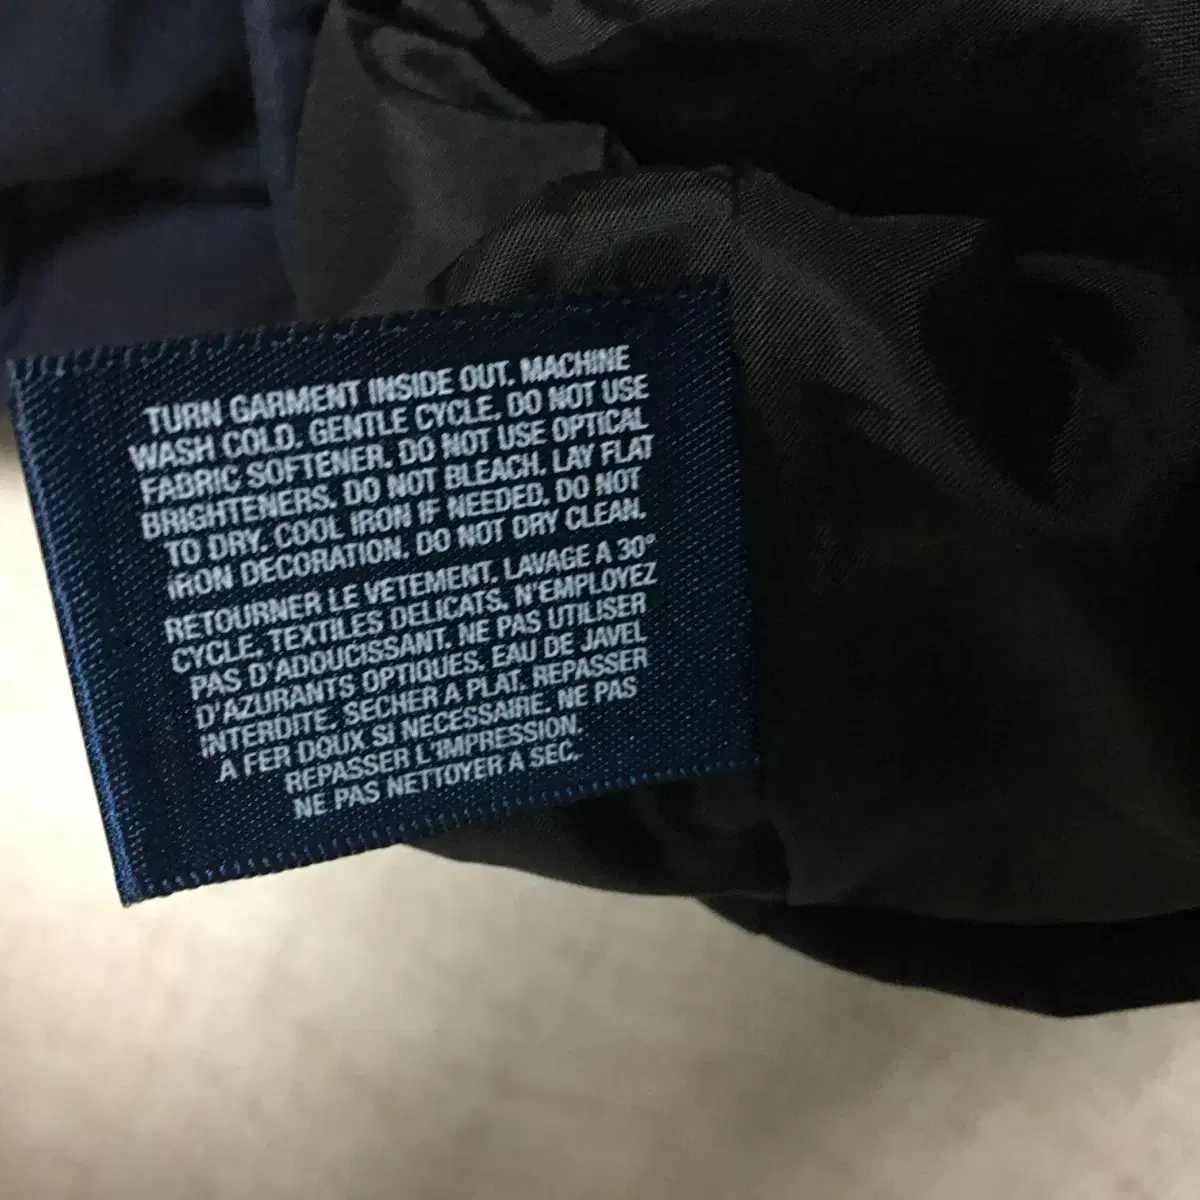 TURN GARMENT INSIDE OUT. MACHINE
WASH COLD. GENTLE CYCLE. DO NOT USE
FABRIC SOFTENER. DO NOT USE OPTICAL
BRIGHTENERS. DO NOT BLEACH. LAY FLAT
TO DRY. COOL IRON IF NEEDED. DO NOT
IRON DECORATION. DO NOT DRY CLEAN.
RETOURNER LE VETEMENT. LAVAGE A 30°
CYCLE. TEXTILES DELICATS. N'EMPLOYEZ
PAS D'ADOUCISSANT. NE PAS UTILISER
D'AZURANTS OPTIQUES. EAU DE JAVEL
INTERDITE. SECHER A PLAT. REPASSER
A FER DOUX SI NECESSAIRE. NE PAS
REPASSER L'IMPRESSION.
NE PAS NETTOYER A SEC.